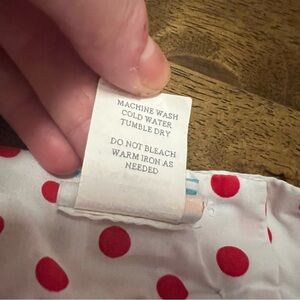 MACHINE WASH
COLD WATER
TUMBLE DRY
DO NOT BLEACH
WARM IRON AS
NEEDED